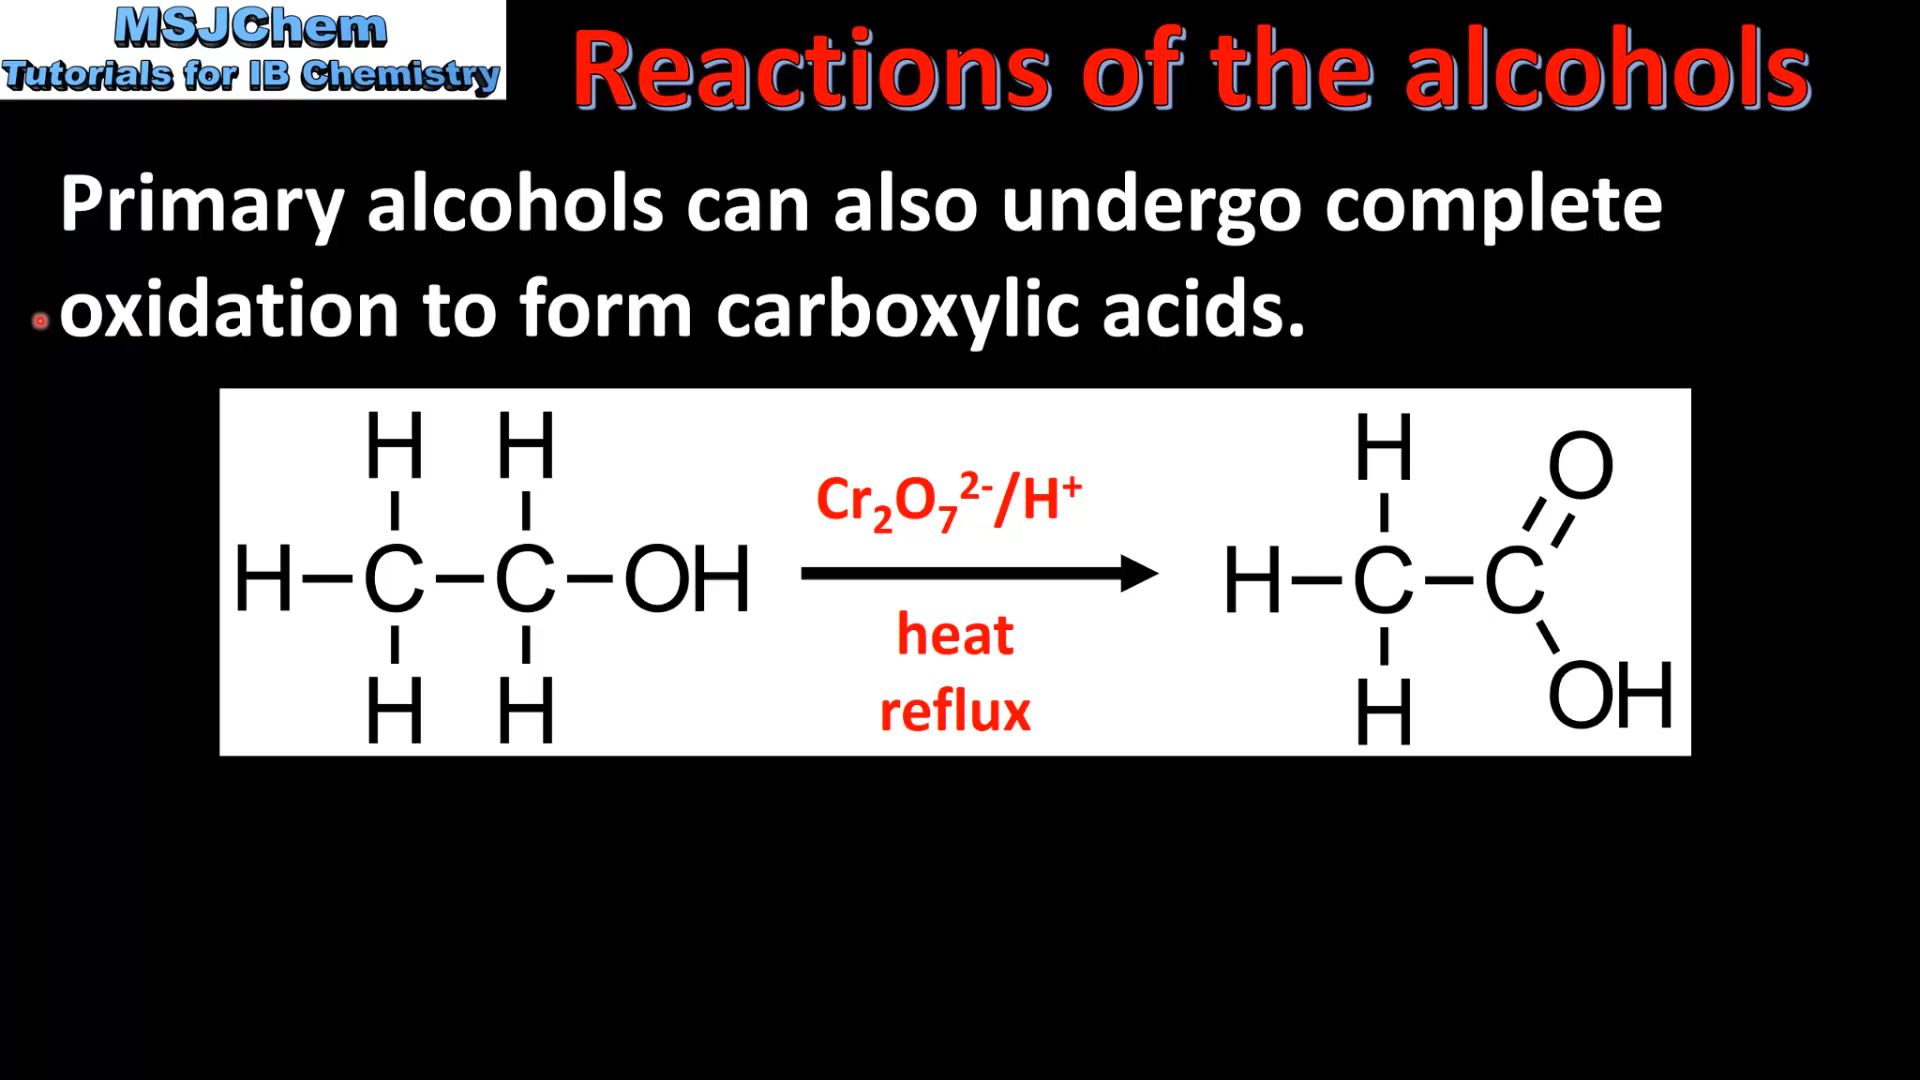 MSJChem
Tutorials for IB Chemistry
Reactions of the alcohols
Primary alcohols can also undergo complete
oxidation to form carboxylic acids.
H H
H–C–C–OH
H H
Cr₂O₇²⁻/H⁺
heat
reflux
H O
H–C–C
H OH